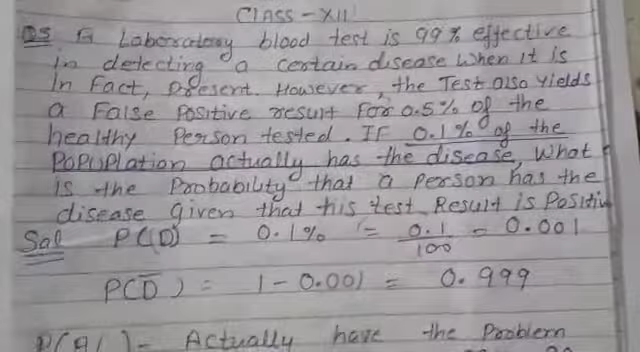 CLASS - XII
Q5 A Laboratory blood test is 99% effective
in detecting a certain disease when it is
In Fact, present. However, the Test also yields
a False Positive result For 0.5% of the
healthy Person tested. IF 0.1% of the
POPUPlation actually has the disease, What
is the Probability that a person has the
disease Given that his test Result is Positiv
Sol P(D) = 0.1% = 0.1/100 = 0.001
P(D̅) = 1 - 0.001 = 0.999
P(A/ ) - Actually have the Problem